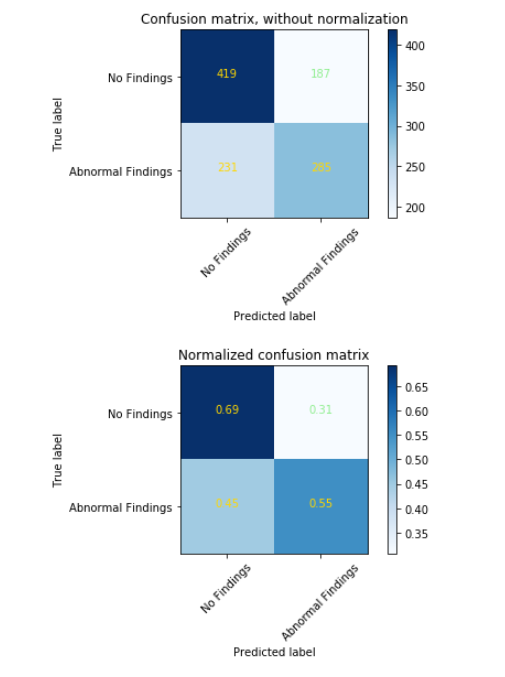 Confusion matrix, without normalization
No Findings
419
187
Abnormal Findings
231
285
True label
No Findings
Abnormal Findings
Predicted label
400
350
300
250
200
Normalized confusion matrix
No Findings
0.69
0.31
Abnormal Findings
0.45
0.55
True label
No Findings
Abnormal Findings
Predicted label
0.65
0.60
0.55
0.50
0.45
0.40
0.35